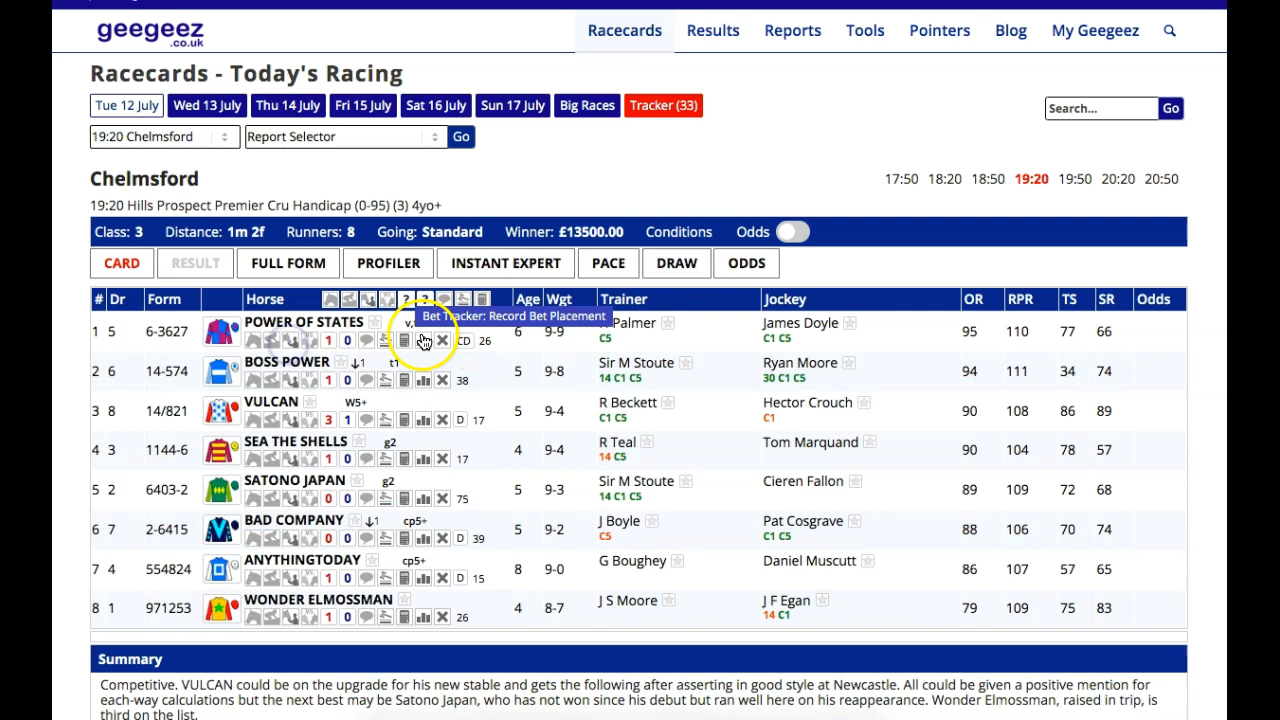 geegeez
.co.uk
Racecards Results Reports Tools Pointers Blog My Geegeez
Racecards - Today's Racing
Tue 12 July Wed 13 July Thu 14 July Fri 15 July Sat 16 July Sun 17 July Big Races Tracker (33)
Search... Go
19:20 Chelmsford Report Selector Go
Chelmsford
17:50 18:20 18:50 19:20 19:50 20:20 20:50
19:20 Hills Prospect Premier Cru Handicap (0-95) (3) 4yo+
Class: 3 Distance: 1m 2f Runners: 8 Going: Standard Winner: £13500.00 Conditions Odds
CARD RESULT FULL FORM PROFILER INSTANT EXPERT PACE DRAW ODDS
# Dr Form Horse ? ? Age Wgt Trainer Jockey OR RPR TS SR Odds
Bet Tracker: Record Bet Placement
1 5 6-3627 POWER OF STATES 6 9-9 Palmer James Doyle 95 110 77 66
1 0 CD 26 C5 C1 C5
2 6 14-574 BOSS POWER ↓1 t1 5 9-8 Sir M Stoute Ryan Moore 94 111 34 74
1 0 38 14 C1 C5 30 C1 C5
3 8 14/821 VULCAN W5+ 5 9-4 R Beckett Hector Crouch 90 108 86 89
3 1 D 17 C1 C5 C1
4 3 1144-6 SEA THE SHELLS g2 4 9-4 R Teal Tom Marquand 90 104 78 57
1 0 17 14 C5
5 2 6403-2 SATONO JAPAN g2 5 9-3 Sir M Stoute Cieren Fallon 89 109 72 68
0 0 75 14 C1 C5
6 7 2-6415 BAD COMPANY ↓1 cp5+ 5 9-2 J Boyle Pat Cosgrave 88 106 70 74
0 0 D 39 C5 C1 C5
7 4 554824 ANYTHINGTODAY cp5+ 8 9-0 G Boughey Daniel Muscutt 86 107 57 65
1 0 D 15
8 1 971253 WONDER ELMOSSMAN 4 8-7 J S Moore J F Egan 79 109 75 83
1 0 26 14 C1
Summary
Competitive. VULCAN could be on the upgrade for his new stable and gets the following after asserting in good style at Newcastle. All could be given a positive mention for
each-way calculations but the next best may be Satono Japan, who has not won since his debut but ran well here on his reappearance. Wonder Elmossman, raised in trip, is
third on the list.